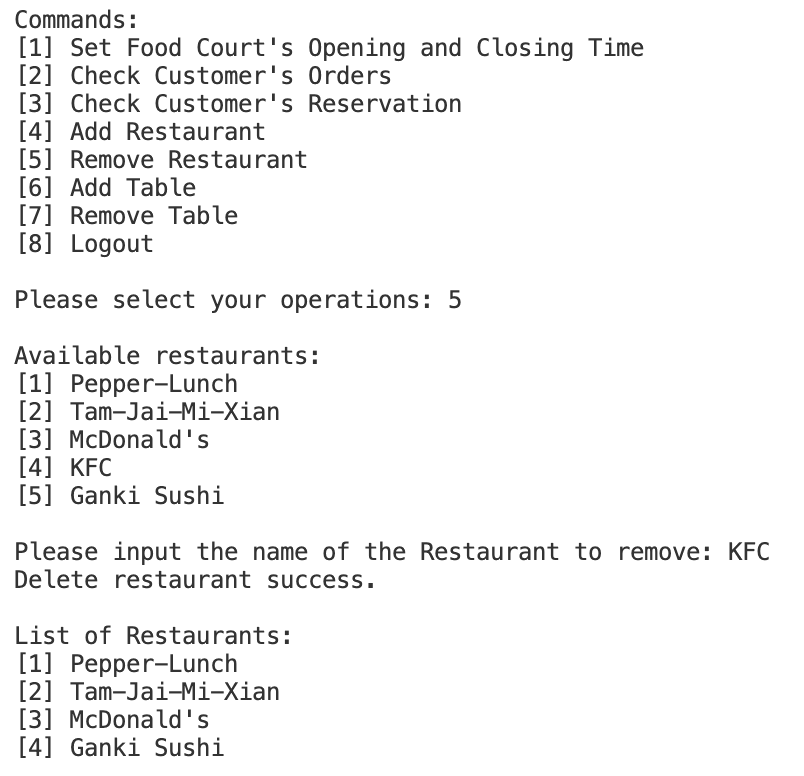 Commands:
[1] Set Food Court's Opening and Closing Time
[2] Check Customer's Orders
[3] Check Customer's Reservation
[4] Add Restaurant
[5] Remove Restaurant
[6] Add Table
[7] Remove Table
[8] Logout
Please select your operations: 5
Available restaurants:
[1] Pepper-Lunch
[2] Tam-Jai-Mi-Xian
[3] McDonald's
[4] KFC
[5] Ganki Sushi
Please input the name of the Restaurant to remove: KFC
Delete restaurant success.
List of Restaurants:
[1] Pepper-Lunch
[2] Tam-Jai-Mi-Xian
[3] McDonald's
[4] Ganki Sushi